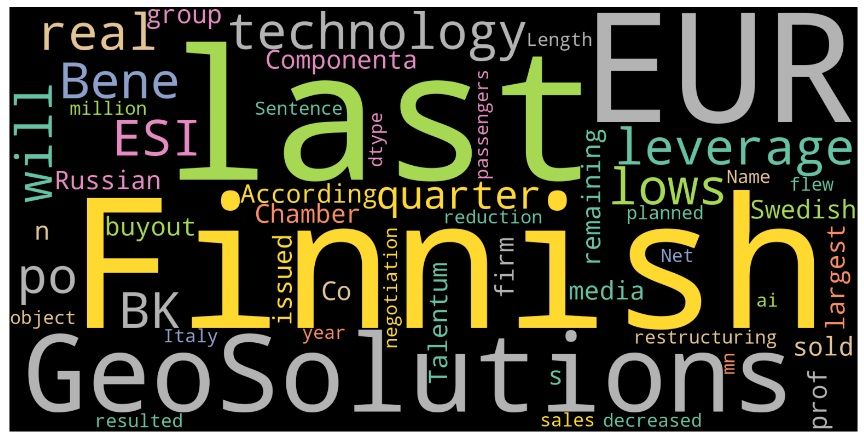 group
real
technology
EUR
Length
Componenta
Bene
last
million
Sentence
dtype
passengers
will
ESI
leverage
remaining
Russian
According
quarter
lows
Name
flew
Chamber
reduction
planned
Swedish
buyout
n
Finnish
issued
negotiation
firm
Net
largest
po
BK
Co
Talentum
media
ai
object
Italy
year
restructuring
sold
mn
GeoSolutions
s
prof
resulted
sales
decreased